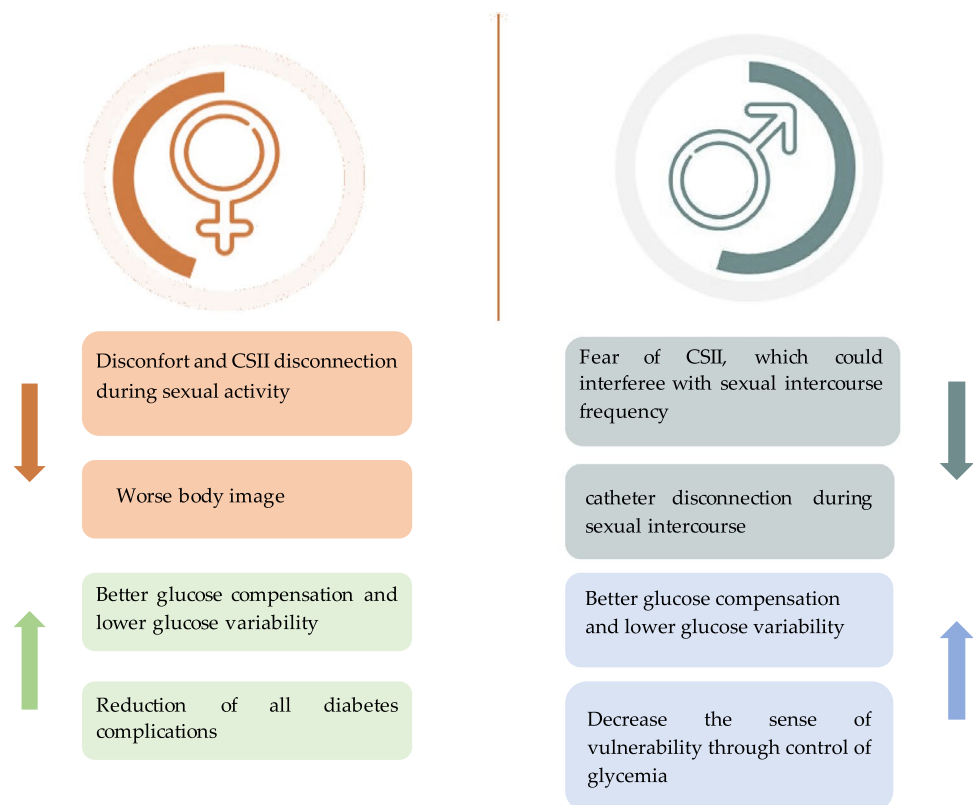 Disconfort and CSII disconnection
during sexual activity
Worse body image
Better glucose compensation and
lower glucose variability
Reduction of all diabetes
complications
Fear of CSII, which could
interferee with sexual intercourse
frequency
catheter disconnection during
sexual intercourse
Better glucose compensation
and lower glucose variability
Decrease the sense of
vulnerability through control of
glycemia